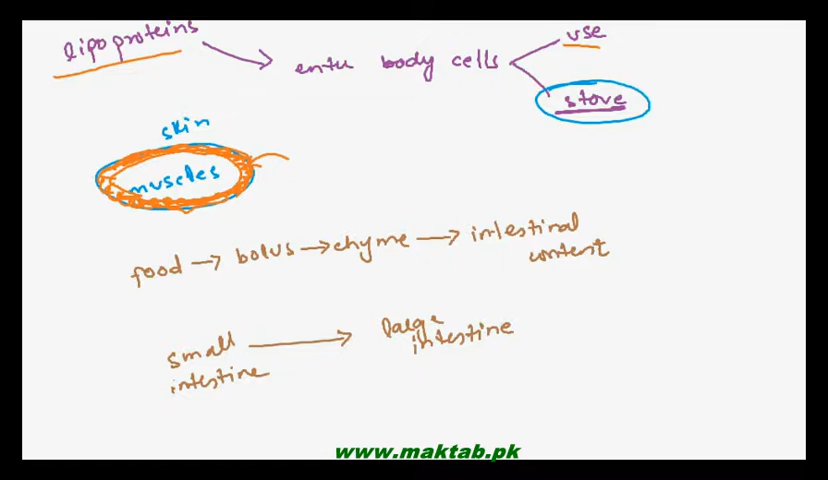 lipoproteins
enter body cells
use
store
skin
muscles
food → bolus → chyme → intestinal
content
small
intestine
→
large
intestine
www.maktab.pk